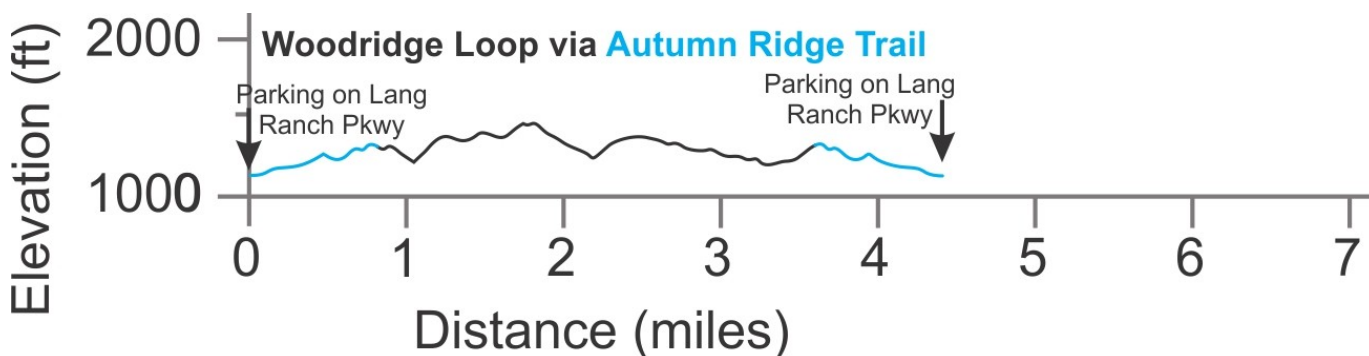 2000
Woodridge Loop via Autumn Ridge Trail
Parking on Lang
Ranch Pkwy
Parking on Lang
Ranch Pkwy
1000
Elevation (ft)
0 1 2 3 4 5 6 7
Distance (miles)